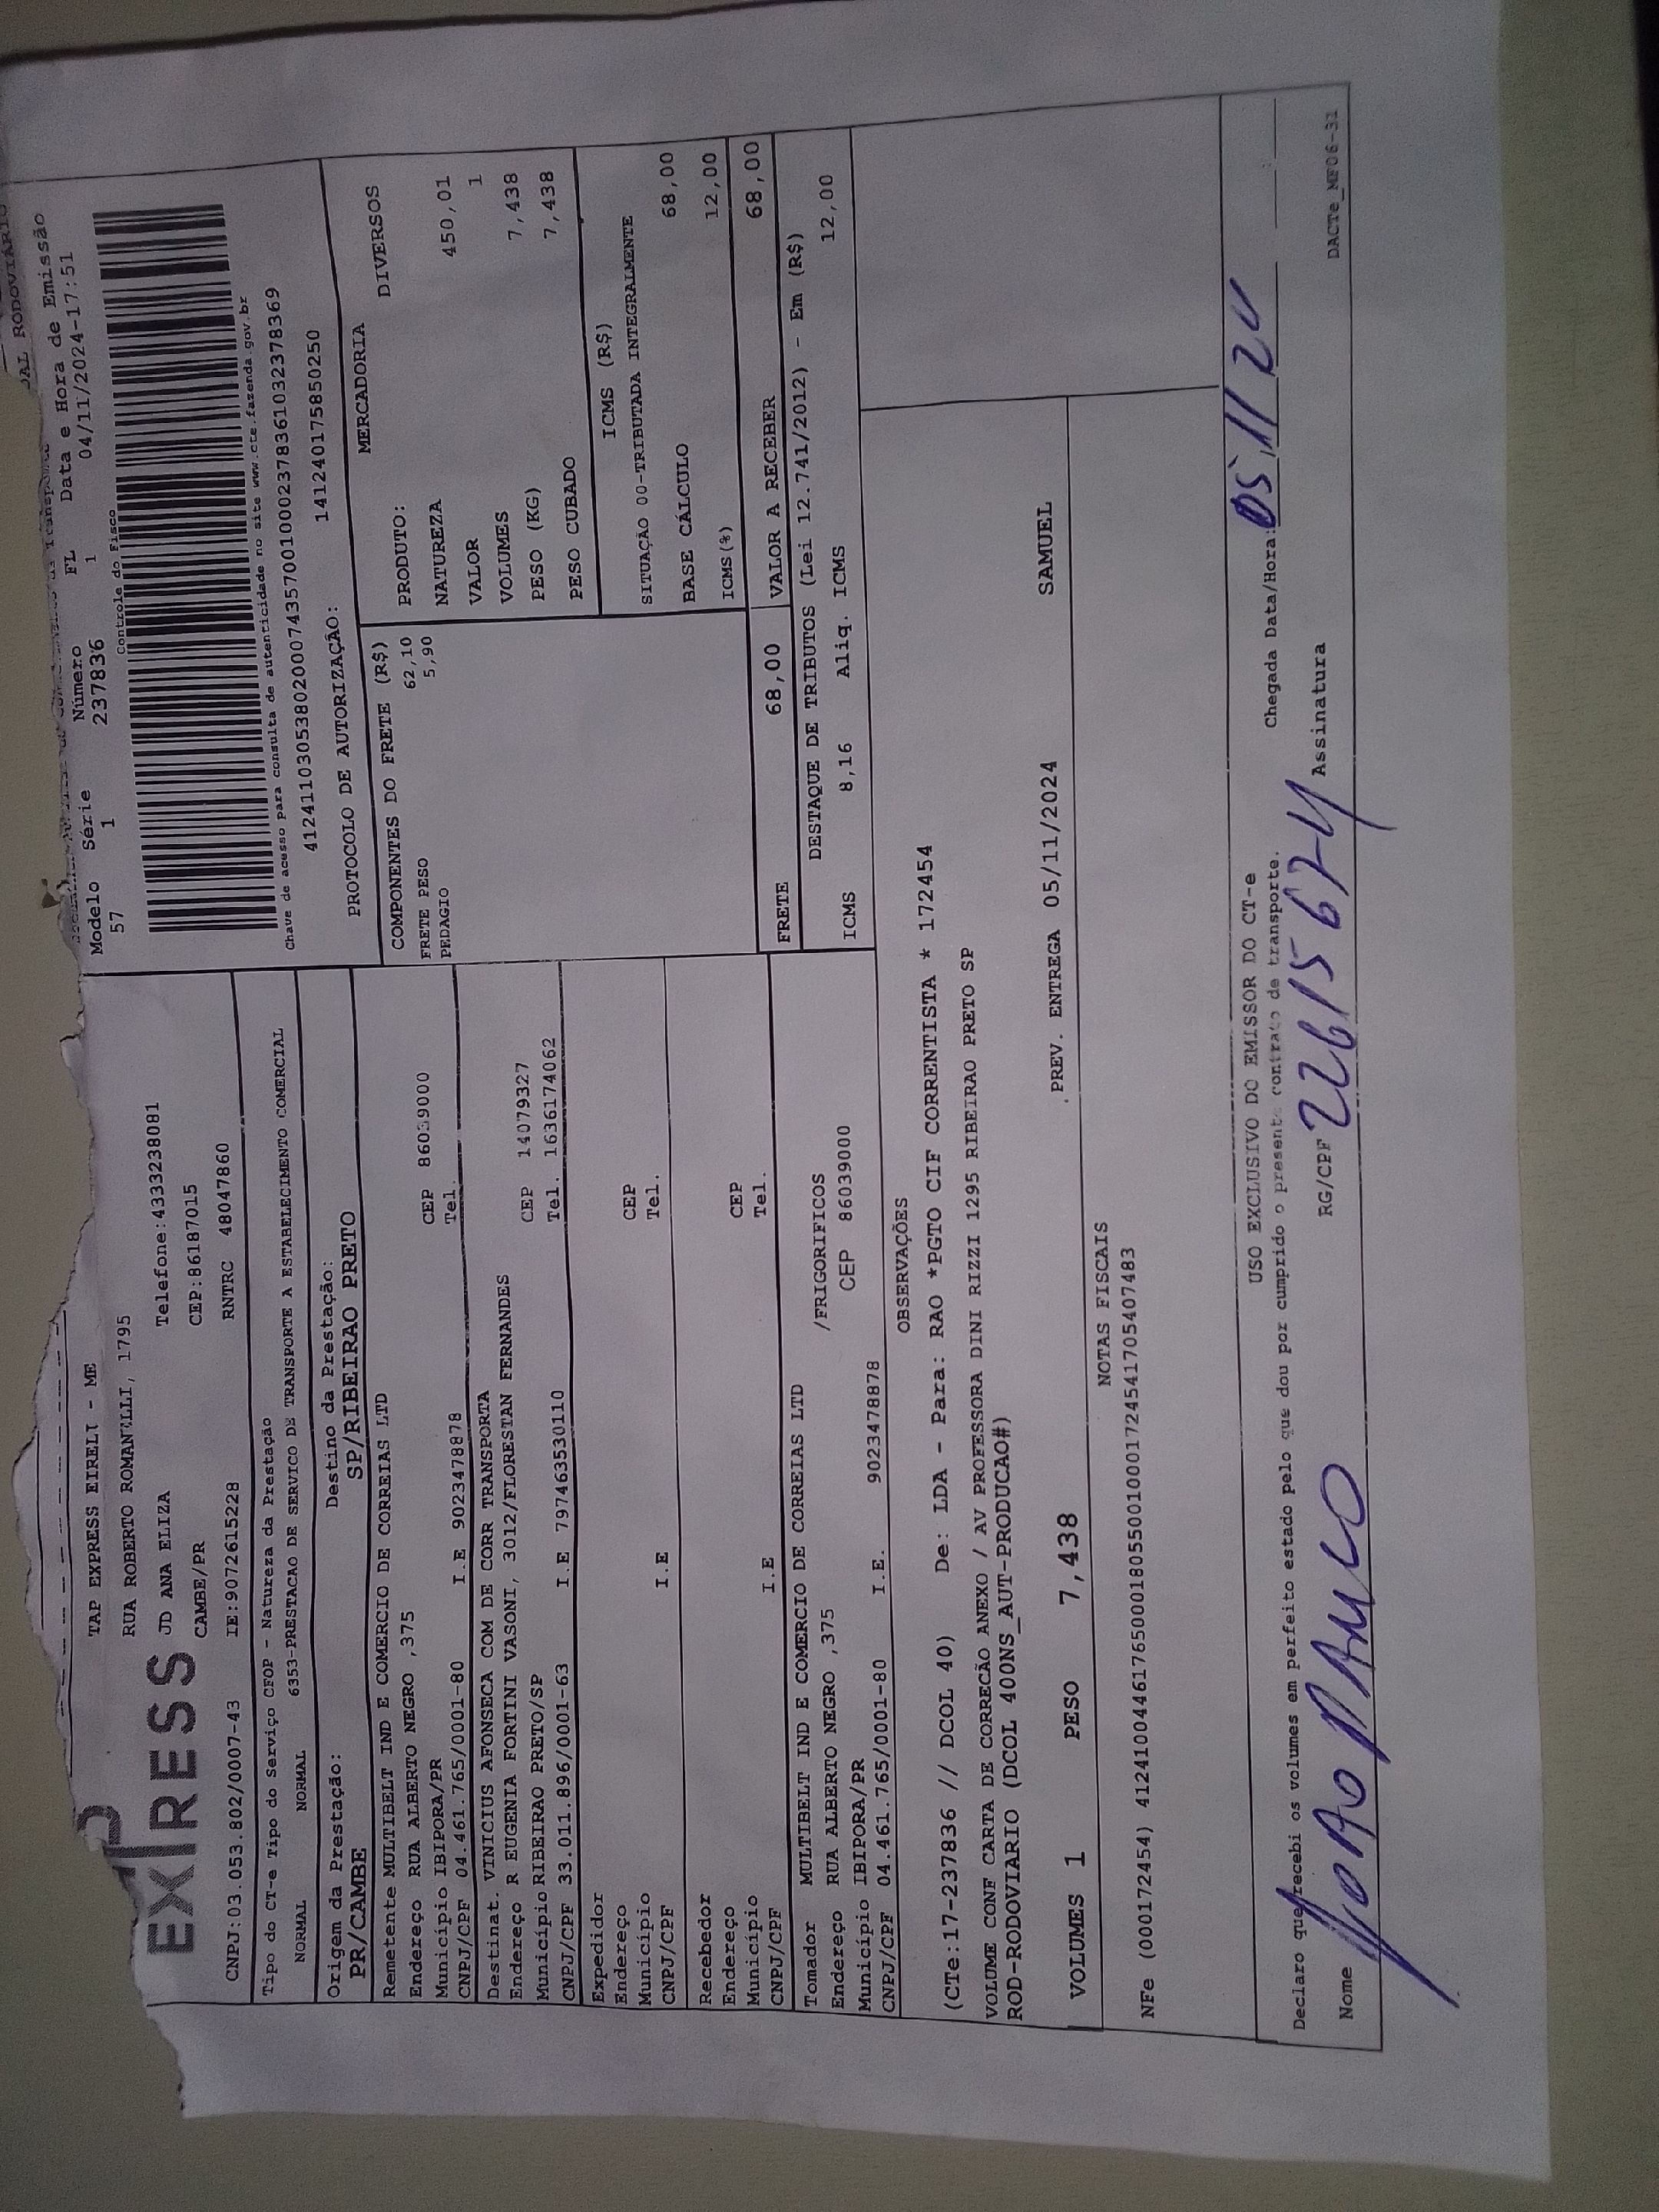 EXPRESS
TAP EXPRESS EIRELI - ME
RUA ROBERTO ROMANELLI, 1795
JD ANA ELIZA Telefone:4333238081
CAMBE/PR CEP:86187015
CNPJ:03.053.802/0007-43 IE:9072615228 RNTRC 48047860
DAL RODOVIÁRIO
Modelo Série Número FL Data e Hora de Emissão
57 1 237836 1 04/11/2024-17:51
Controle do Fisco
Chave de acesso para consulta de autenticidade no site www.cte.fazenda.gov.br
41241103053802000743570010002378361032378369
PROTOCOLO DE AUTORIZAÇÃO: 141240175850250
Tipo do CT-e Tipo do Serviço CFOP - Natureza da Prestação
NORMAL NORMAL 6353-PRESTACAO DE SERVICO DE TRANSPORTE A ESTABELECIMENTO COMERCIAL
Origem da Prestação: Destino da Prestação:
PR/CAMBE SP/RIBEIRAO PRETO
Remetente MULTIBELT IND E COMERCIO DE CORREIAS LTD
Endereço RUA ALBERTO NEGRO ,375
Município IBIPORA/PR CEP 86039000
CNPJ/CPF 04.461.765/0001-80 I.E 9023478878 Tel.
Destinat. VINICIUS AFONSECA COM DE CORR TRANSPORTA
Endereço R EUGENIA FORTINI VASONI, 3012/FLORESTAN FERNANDES
Município RIBEIRAO PRETO/SP CEP 14079327
CNPJ/CPF 33.011.896/0001-63 I.E 797463530110 Tel. 1636174062
Expedidor
Endereço
Município CEP
CNPJ/CPF I.E Tel.
Recebedor
Endereço
Município CEP
CNPJ/CPF I.E Tel.
Tomador MULTIBELT IND E COMERCIO DE CORREIAS LTD
Endereço RUA ALBERTO NEGRO ,375 /FRIGORIFICOS
Município IBIPORA/PR CEP 86039000
CNPJ/CPF 04.461.765/0001-80 I.E. 9023478878
COMPONENTES DO FRETE (R$)
FRETE PESO 62,10
PEDAGIO 5,90
MERCADORIA
PRODUTO: DIVERSOS
NATUREZA
VALOR 450,01
VOLUMES 1
PESO (KG) 7,438
PESO CUBADO 7,438
ICMS (R$)
SITUAÇÃO 00-TRIBUTADA INTEGRALMENTE
BASE CÁLCULO 68,00
ICMS(%) 12,00
FRETE 68,00 VALOR A RECEBER 68,00
DESTAQUE DE TRIBUTOS (Lei 12.741/2012) - Em (R$)
ICMS 8,16 Aliq. ICMS 12,00
OBSERVAÇÕES
(CTe:17-237836 // DCOL 40) De: LDA - Para: RAO *PGTO CIF CORRENTISTA * 172454
VOLUME CONF CARTA DE CORRECÃO ANEXO / AV PROFESSORA DINI RIZZI 1295 RIBEIRAO PRETO SP
ROD-RODOVIARIO (DCOL 400NS_AUT-PRODUCAO#)
VOLUMES 1 PESO 7,438 PREV. ENTREGA 05/11/2024 SAMUEL
NOTAS FISCAIS
NFe (000172454) 41241004461765000180550010001724541705407483
USO EXCLUSIVO DO EMISSOR DO CT-e
Declaro que recebi os volumes em perfeito estado pelo que dou por cumprido o presente contrato de transporte. Chegada Data/Hora: 05/11/24
Nome RG/CPF 22615674 Assinatura
DACTe_MF06-31